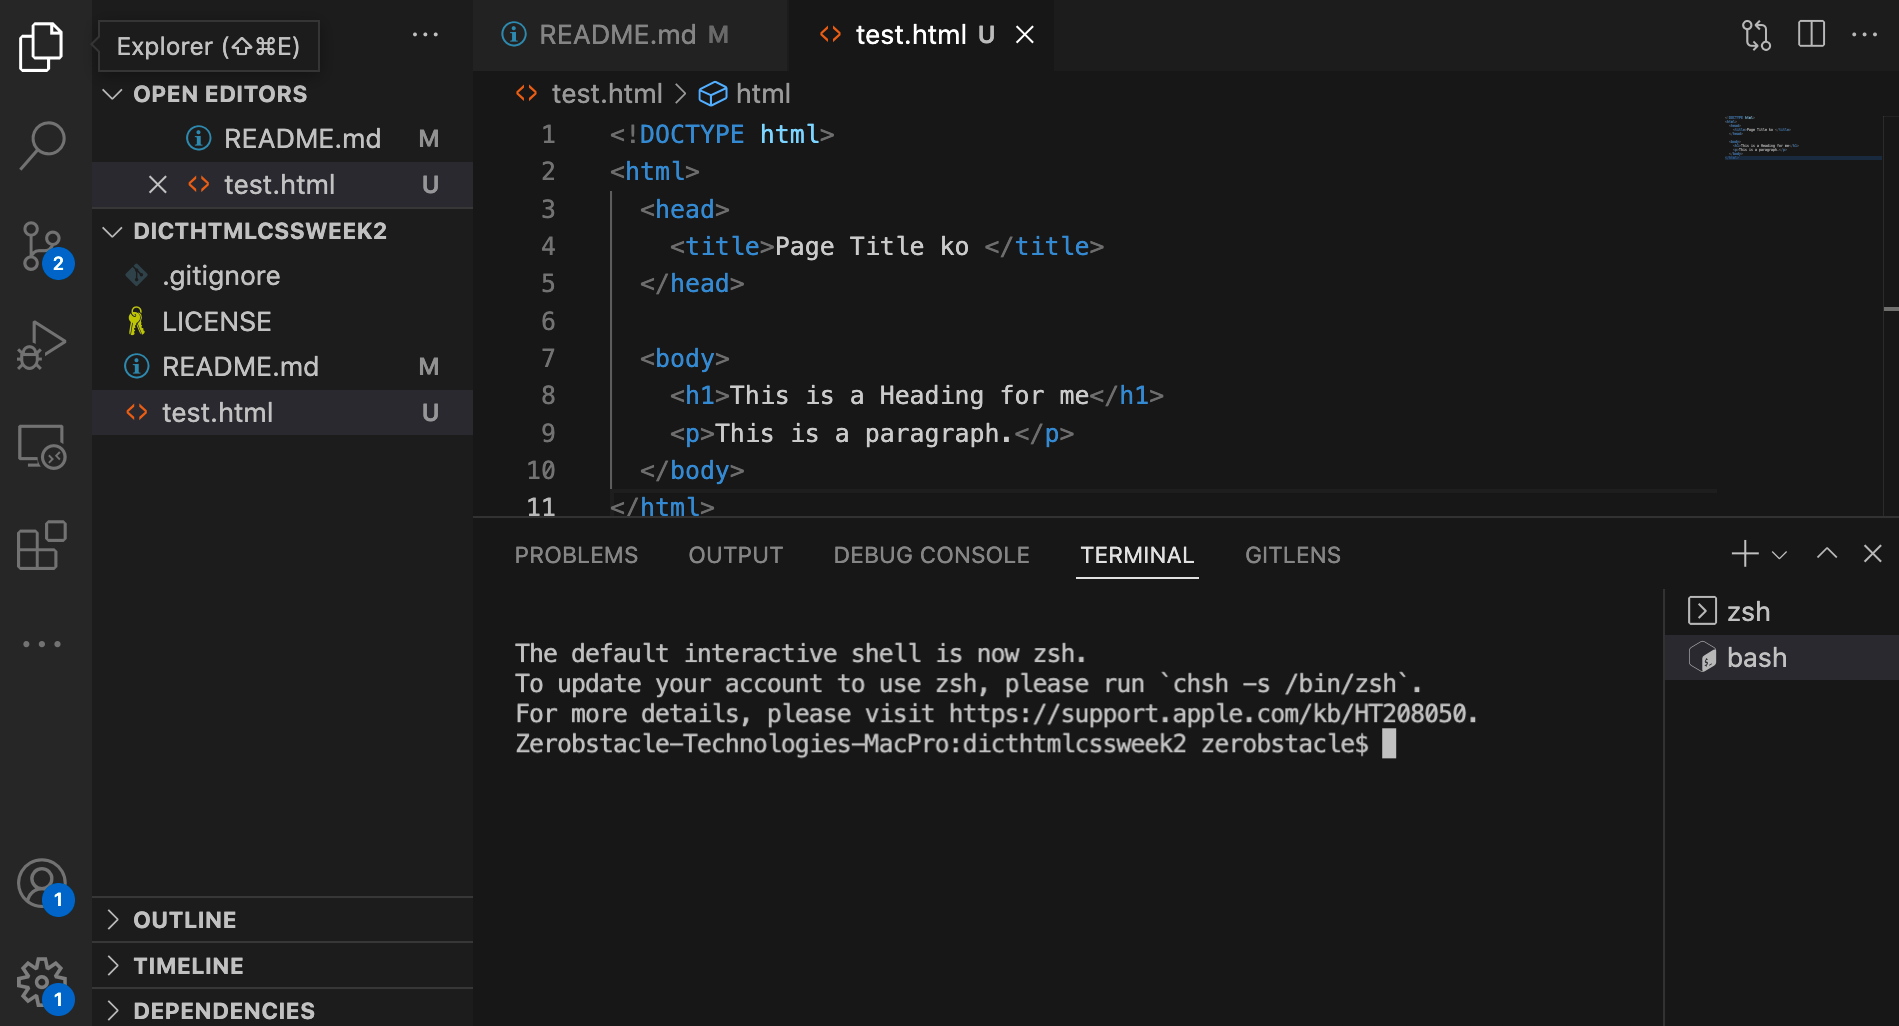 Explorer (⇧⌘E)
···
OPEN EDITORS
README.md M
test.html U
DICTHTMLCSSWEEK2
.gitignore
LICENSE
README.md M
test.html U
OUTLINE
TIMELINE
DEPENDENCIES
2
1
1
README.md M
test.html U
test.html > html
1 <!DOCTYPE html>
2 <html>
3 <head>
4 <title>Page Title ko </title>
5 </head>
6
7 <body>
8 <h1>This is a Heading for me</h1>
9 <p>This is a paragraph.</p>
10 </body>
11 </html>
PROBLEMS OUTPUT DEBUG CONSOLE TERMINAL GITLENS
The default interactive shell is now zsh.
To update your account to use zsh, please run `chsh -s /bin/zsh`.
For more details, please visit https://support.apple.com/kb/HT208050.
Zerobstacle-Technologies-MacPro:dicthtmlcssweek2 zerobstacle$
zsh
bash